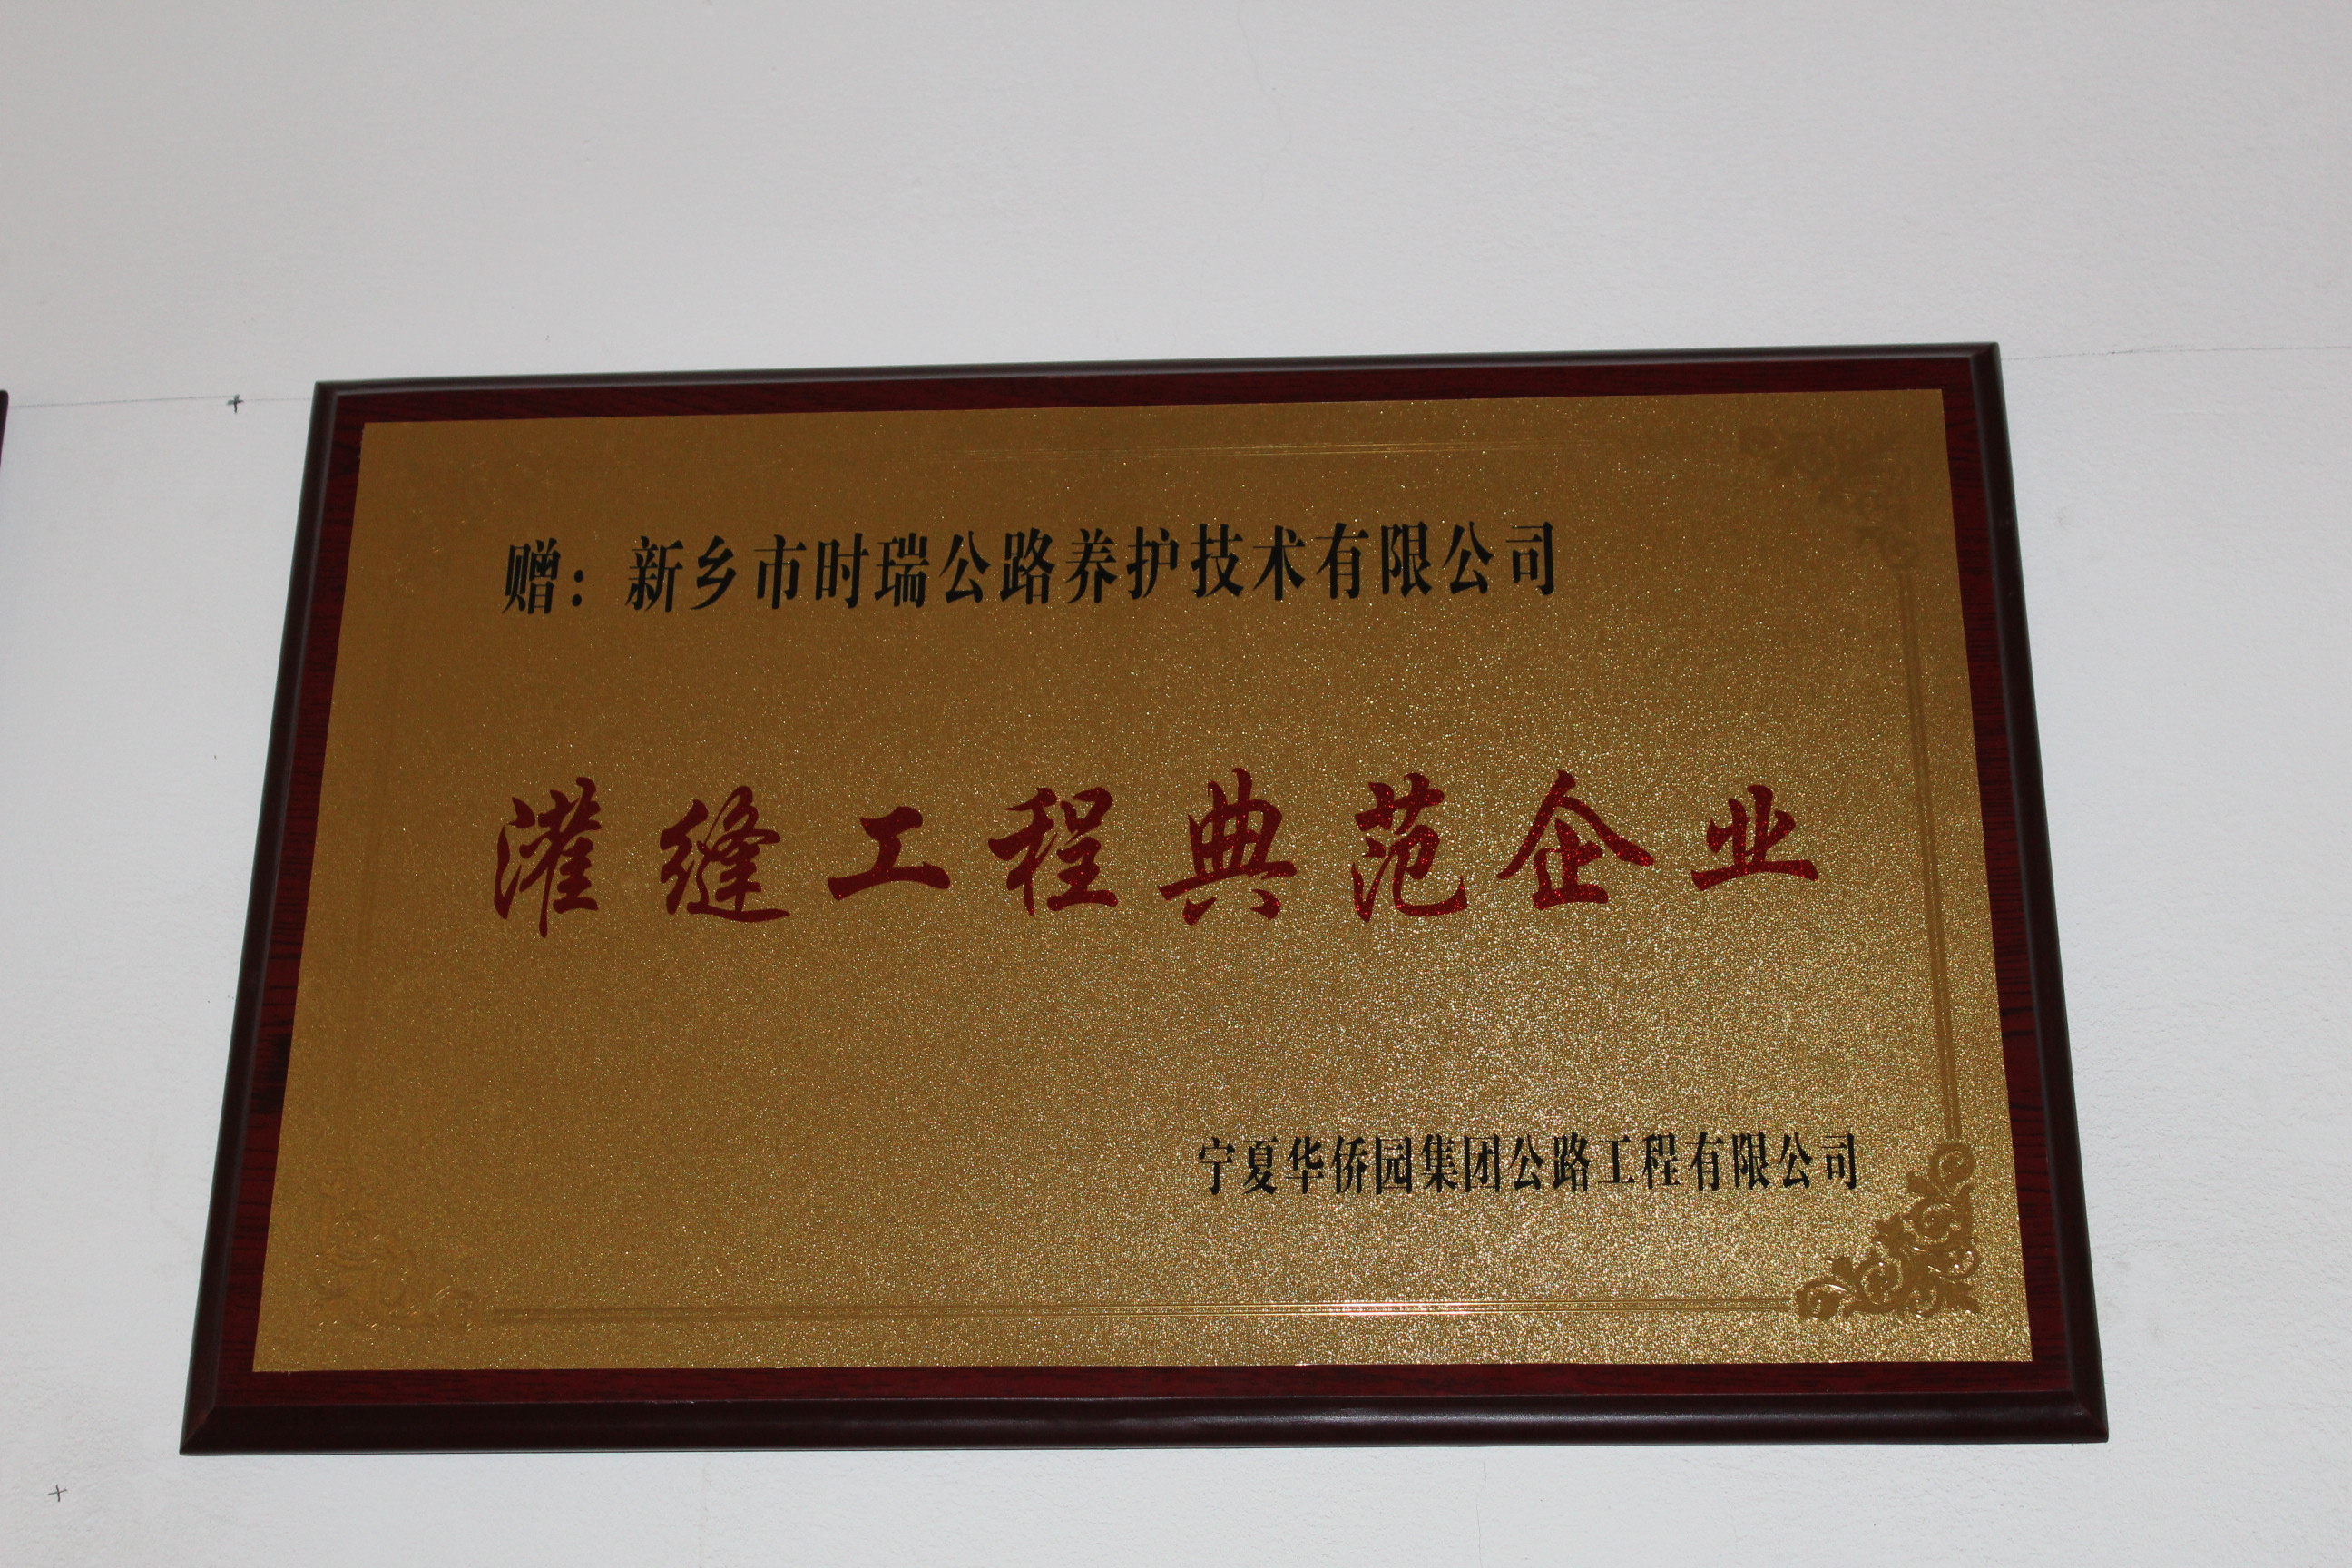 赠：新乡市时瑞公路养护技术有限公司
灌缝工程典范企业
宁夏华侨园集团公路工程有限公司